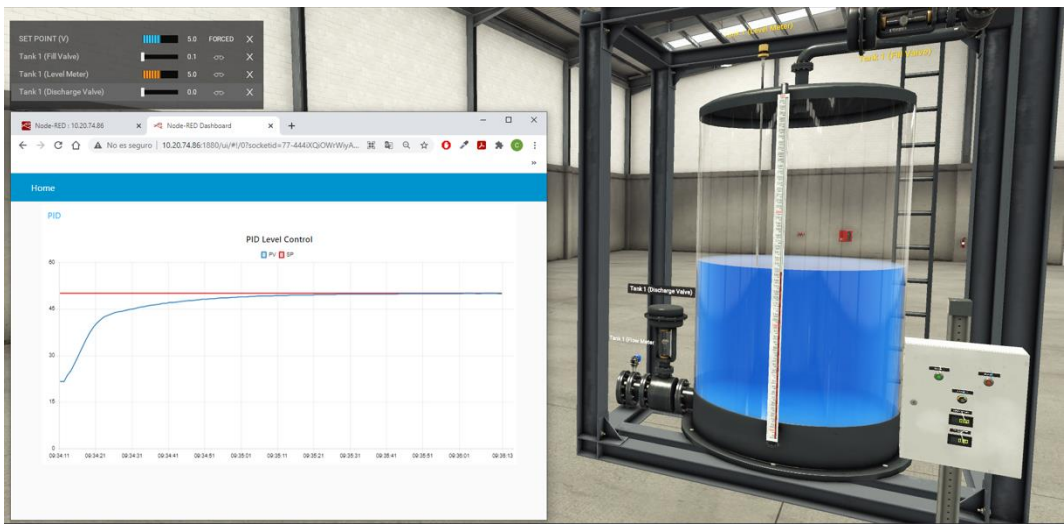 SET POINT (V) 5.0 FORCED X
Tank 1 (Fill Valve) 0.1 X
Tank 1 (Level Meter) 5.0 X
Tank 1 (Discharge Valve) 0.0 X
Node-RED : 10.20.74.86 × Node-RED Dashboard × +
No es seguro | 10.20.74.86:1880/ui/#!/0?socketid=77-444iXQiOWrWiyA...
»
Home
PID
PID Level Control
PV SP
60
45
30
15
0
09:34:11 09:34:21 09:34:31 09:34:41 09:34:51 09:35:01 09:35:11 09:35:21 09:35:31 09:35:41 09:35:51 09:36:01 09:36:13
(Level Meter)
Tank 1 (Fill Valve)
Tank 1 (Discharge Valve)
Tank 1 (Flow Meter